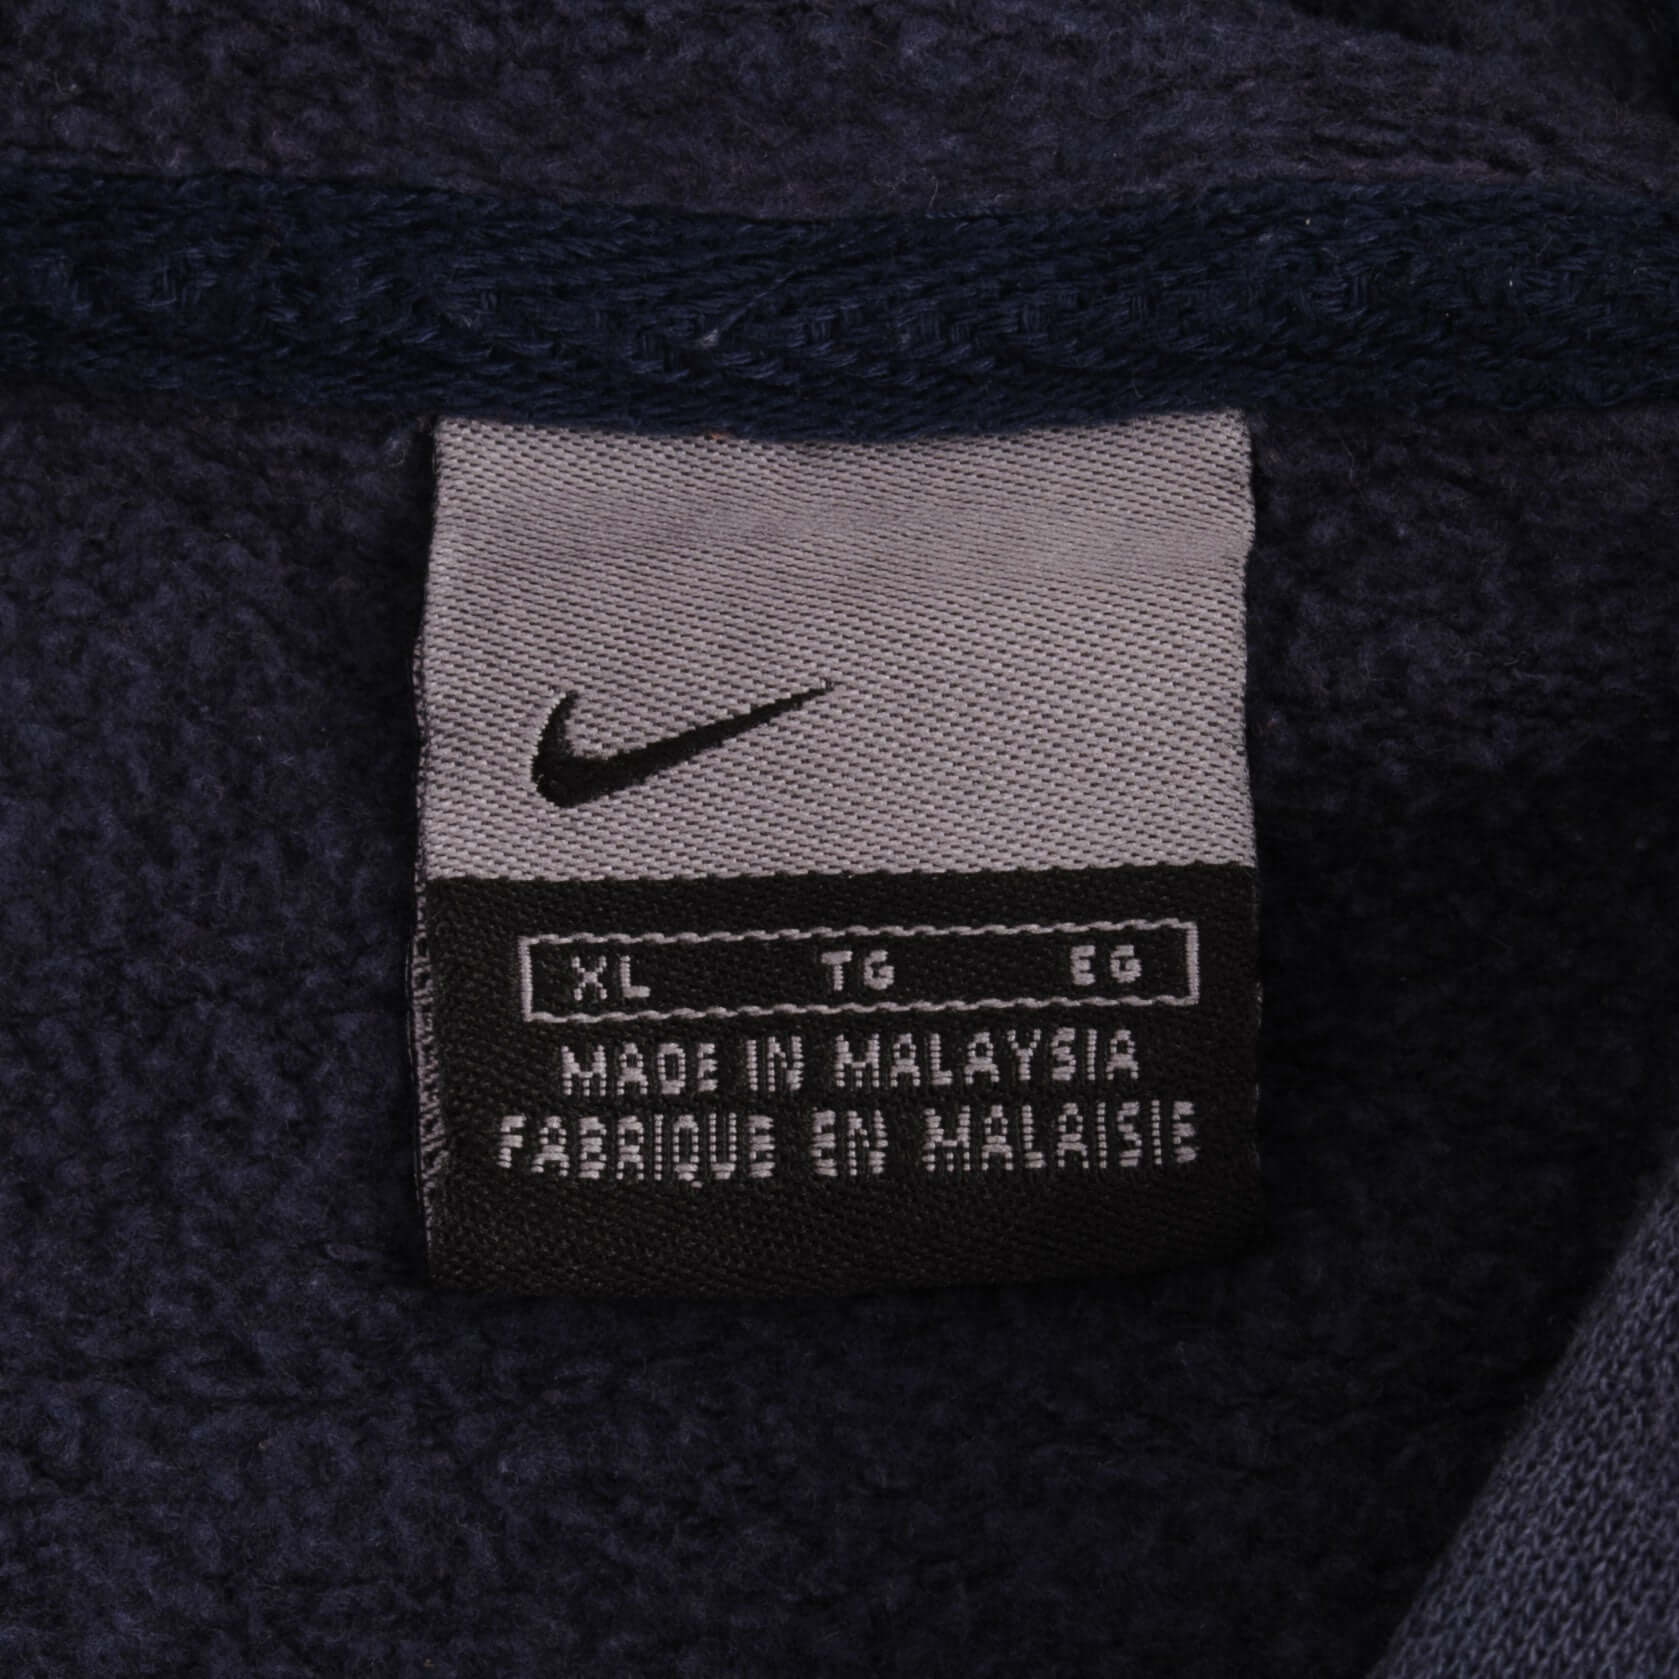 XL TG EG
MADE IN MALAYSIA
FABRIQUE EN MALAISIE